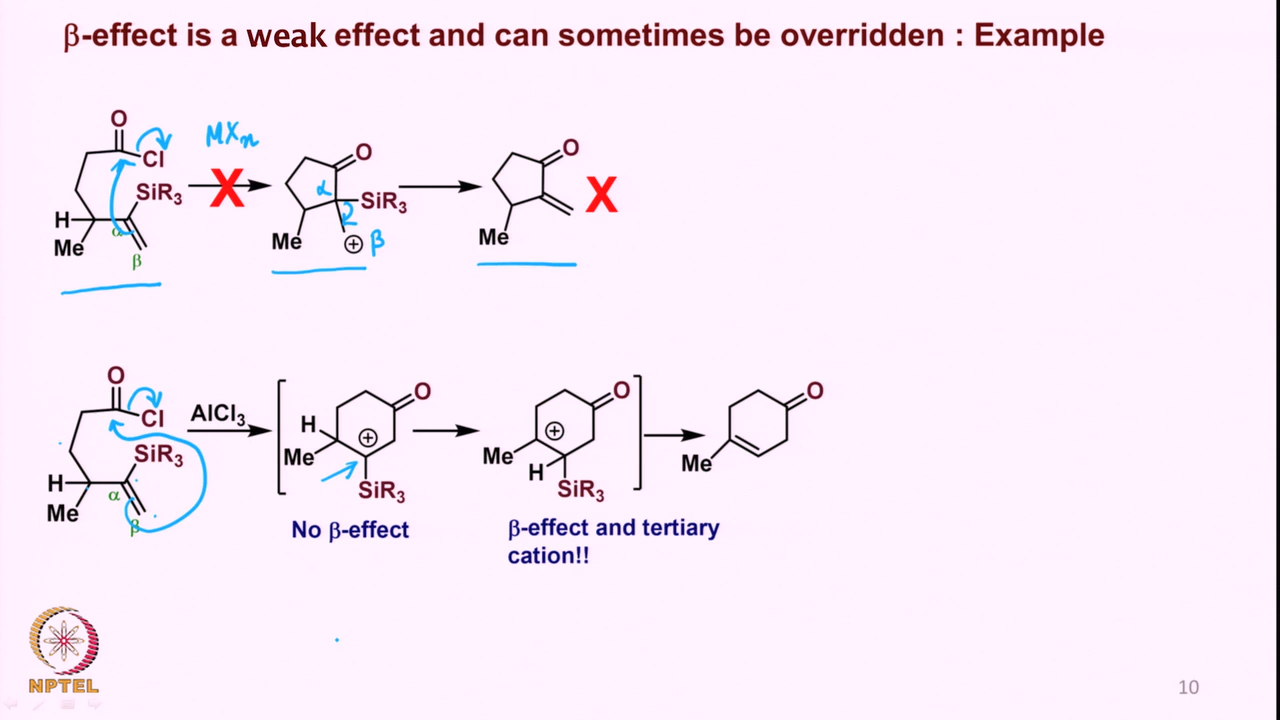 β-effect is a weak effect and can sometimes be overridden : Example
O
Cl
SiR3
H
Me
α
β
MXn
X
O
α
SiR3
Me
⊕ β
O
Me
X
O
Cl
SiR3
H
Me
α
β
AlCl3
O
H
Me
⊕
SiR3
No β-effect
O
Me
⊕
H
SiR3
β-effect and tertiary
cation!!
O
Me
NPTEL
10